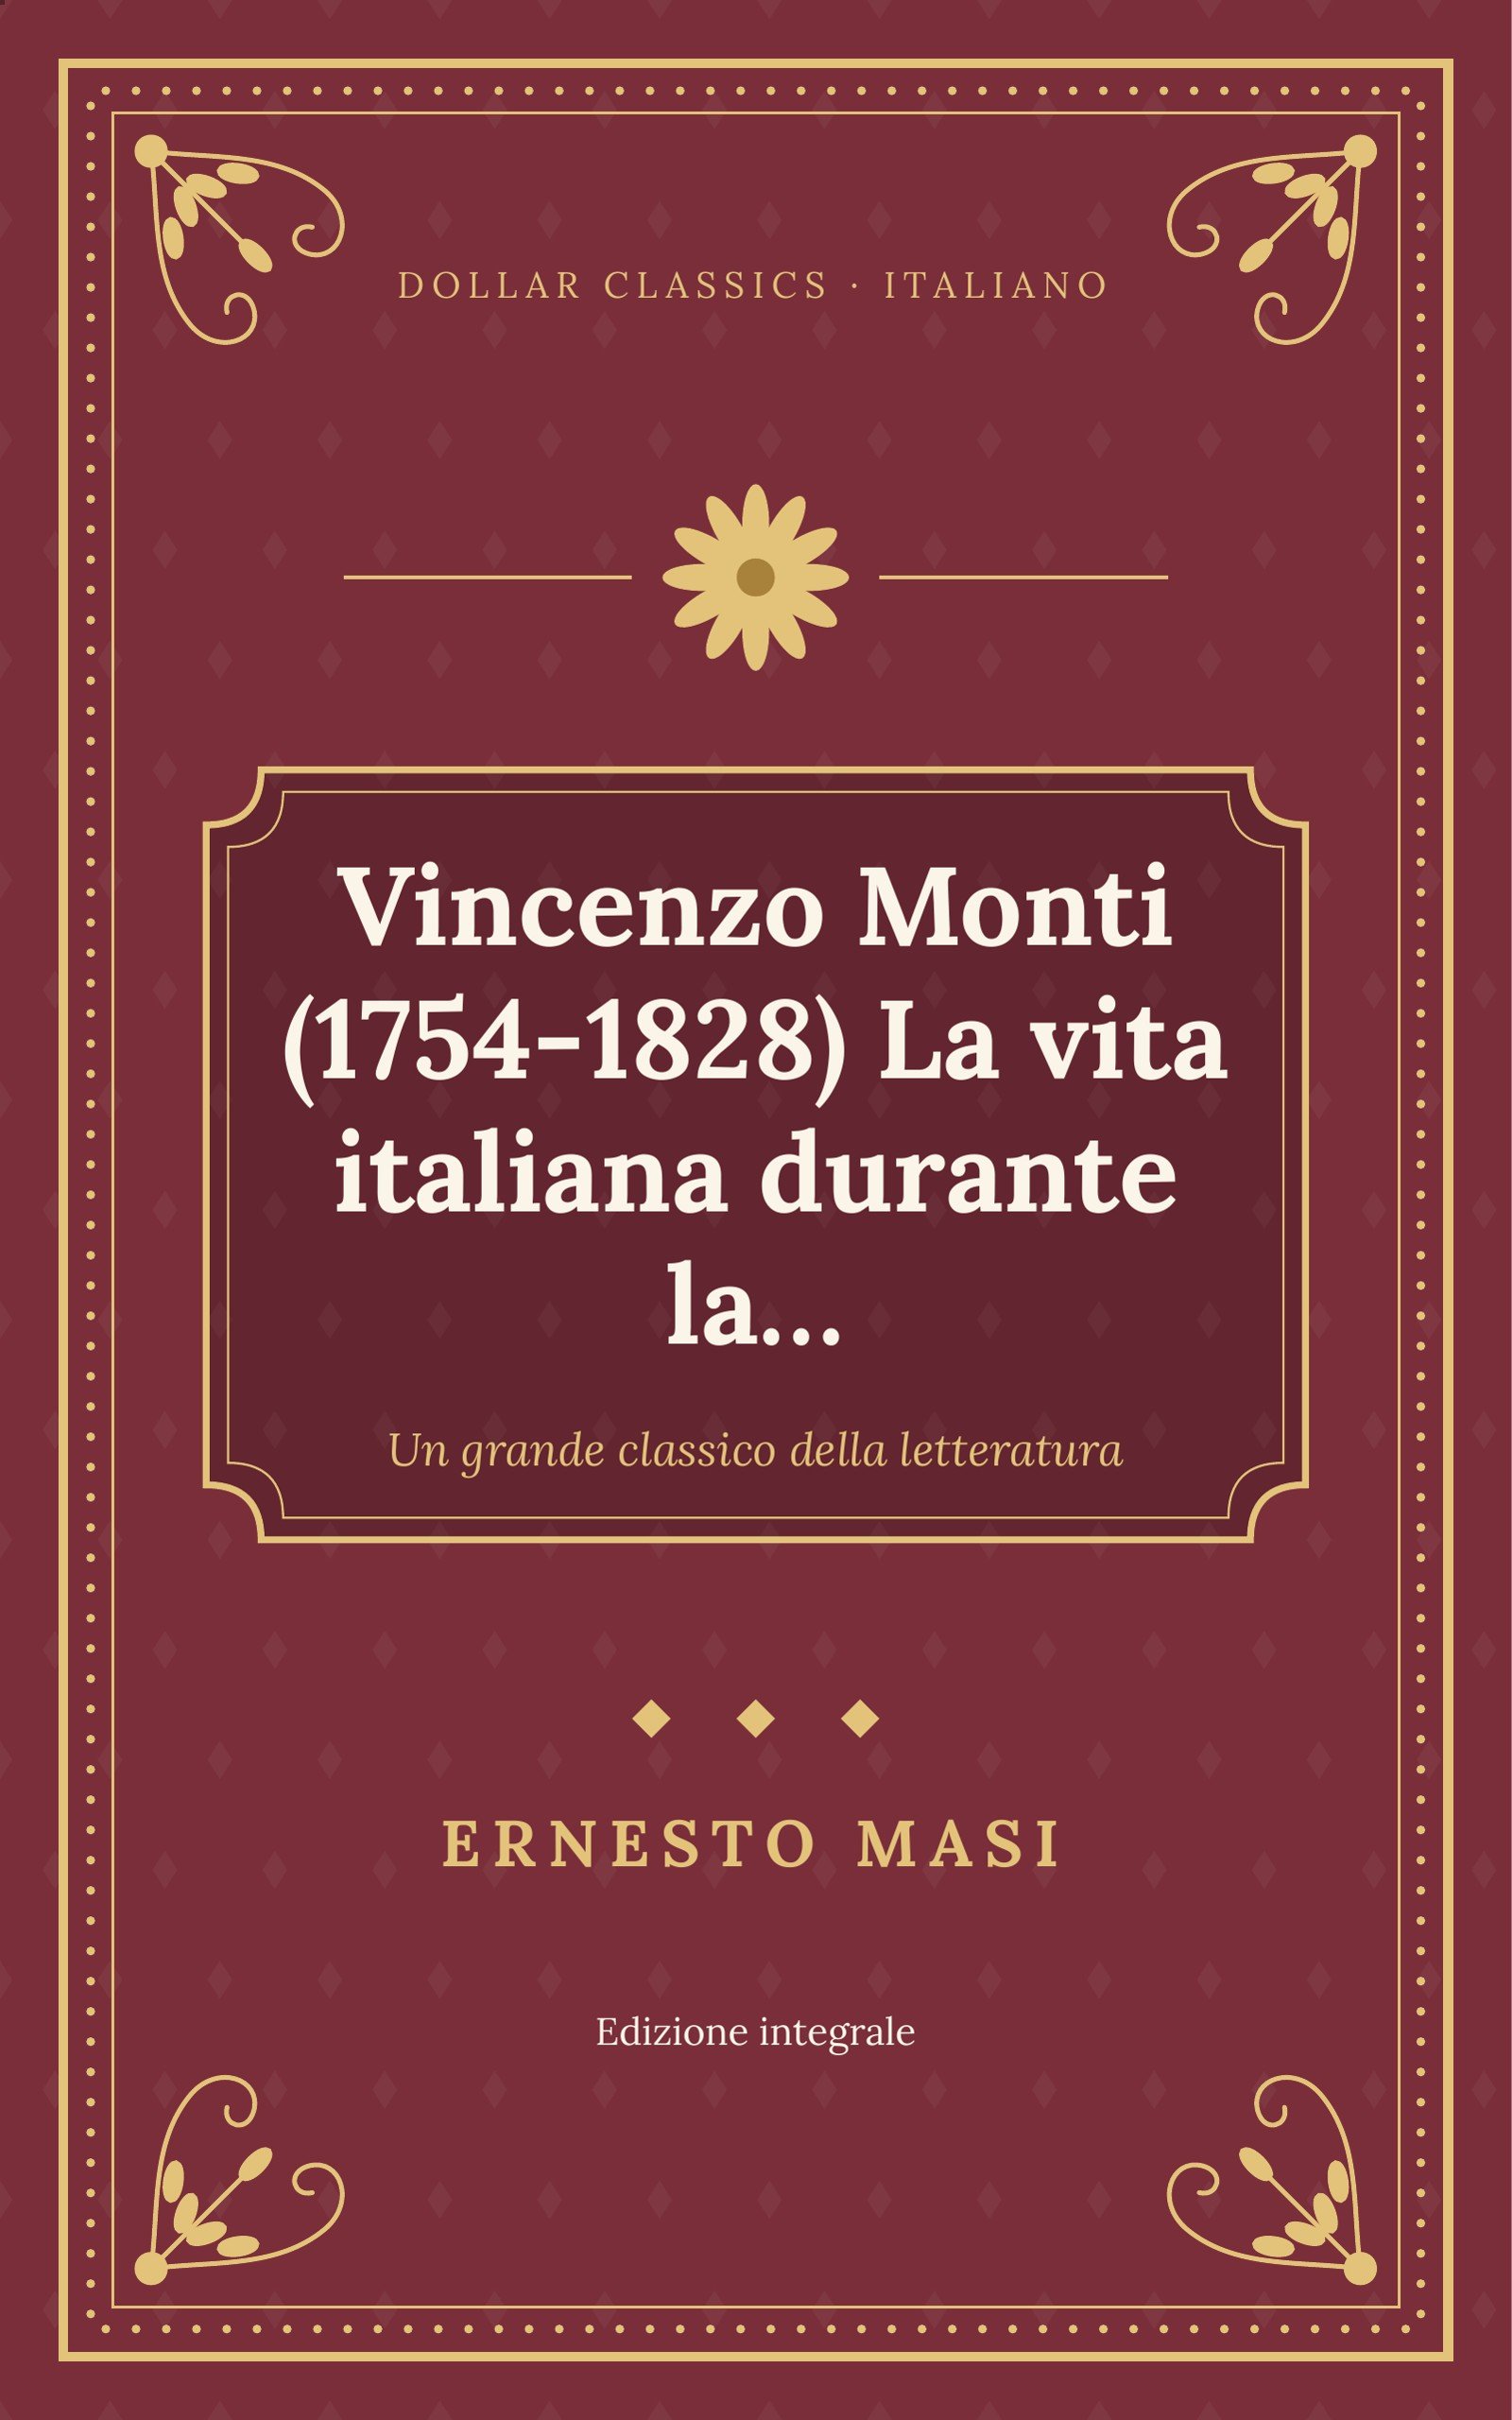 DOLLAR CLASSICS · ITALIANO
Vincenzo Monti
(1754-1828) La vita
italiana durante
la...
Un grande classico della letteratura
ERNESTO MASI
Edizione integrale